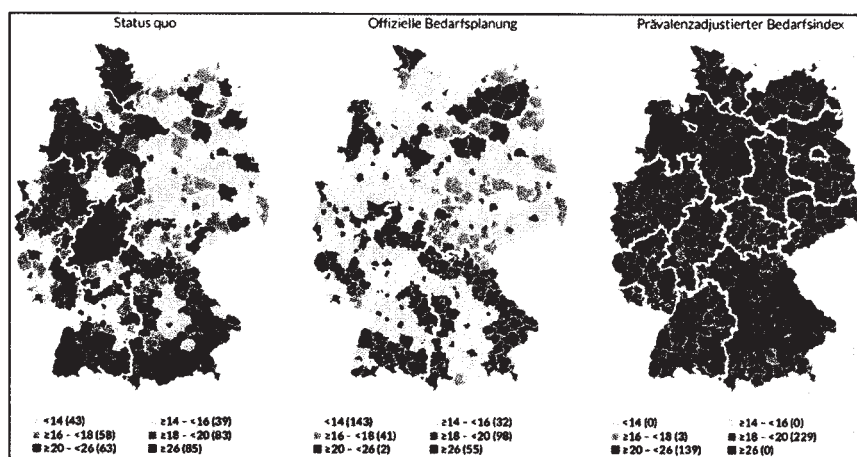 Status quo
Offizielle Bedarfsplanung
Prävalenzadjustierter Bedarfsindex
<14 (43) ≥14 – <16 (39)
≥16 – <18 (58) ≥18 – <20 (83)
≥20 – <26 (63) ≥26 (85)
<14 (143) ≥14 – <16 (32)
≥16 – <18 (41) ≥18 – <20 (98)
≥20 – <26 (2) ≥26 (55)
<14 (0) ≥14 – <16 (0)
≥16 – <18 (3) ≥18 – <20 (229)
≥20 – <26 (139) ≥26 (0)